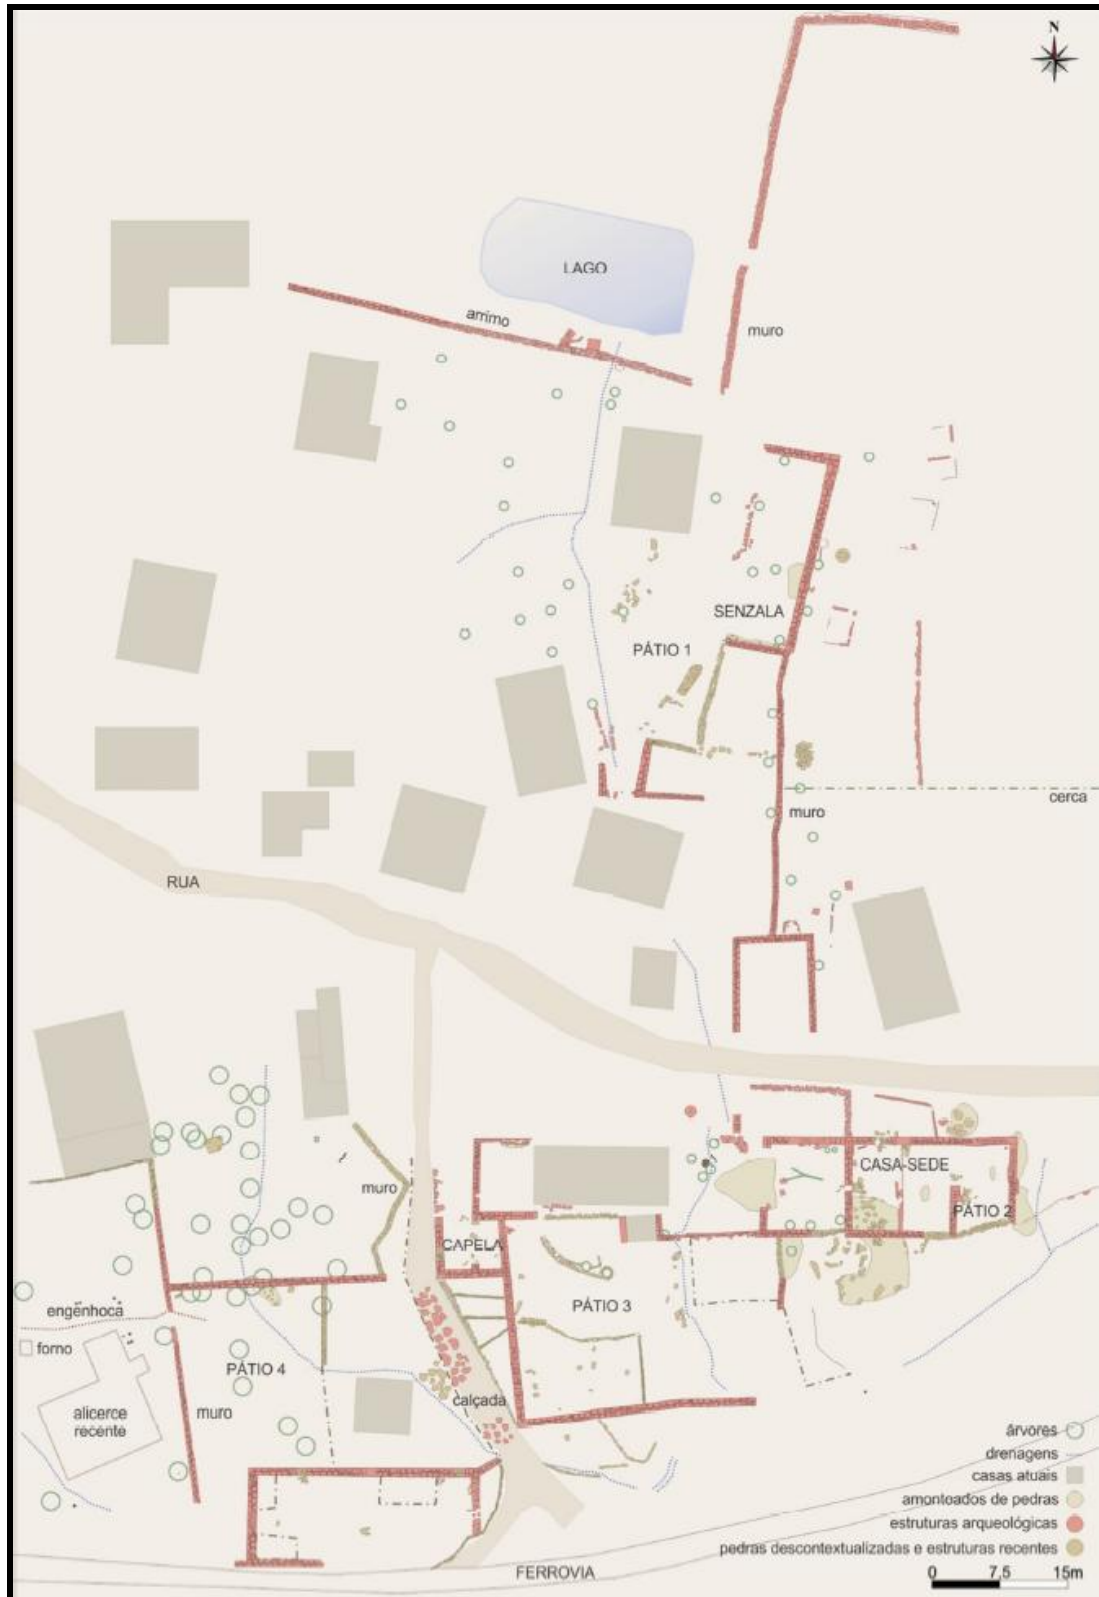 N
LAGO
arrimo
muro
SENZALA
PÁTIO 1
cerca
muro
RUA
CASA-SEDE
muro
PÁTIO 2
CAPELA
PÁTIO 3
engenhoca
forno
PÁTIO 4
calçada
alicerce
recente
muro
árvores
drenagens
casas atuais
amontoados de pedras
estruturas arqueológicas
pedras descontextualizadas e estruturas recentes
FERROVIA
0 7,5 15m